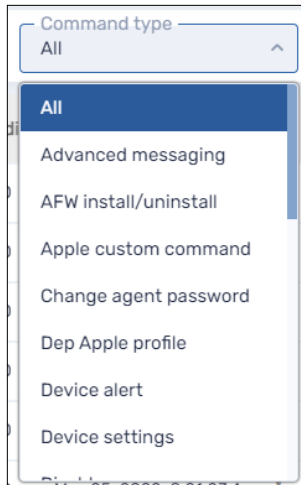 Command type
All
All
Advanced messaging
AFW install/uninstall
Apple custom command
Change agent password
Dep Apple profile
Device alert
Device settings